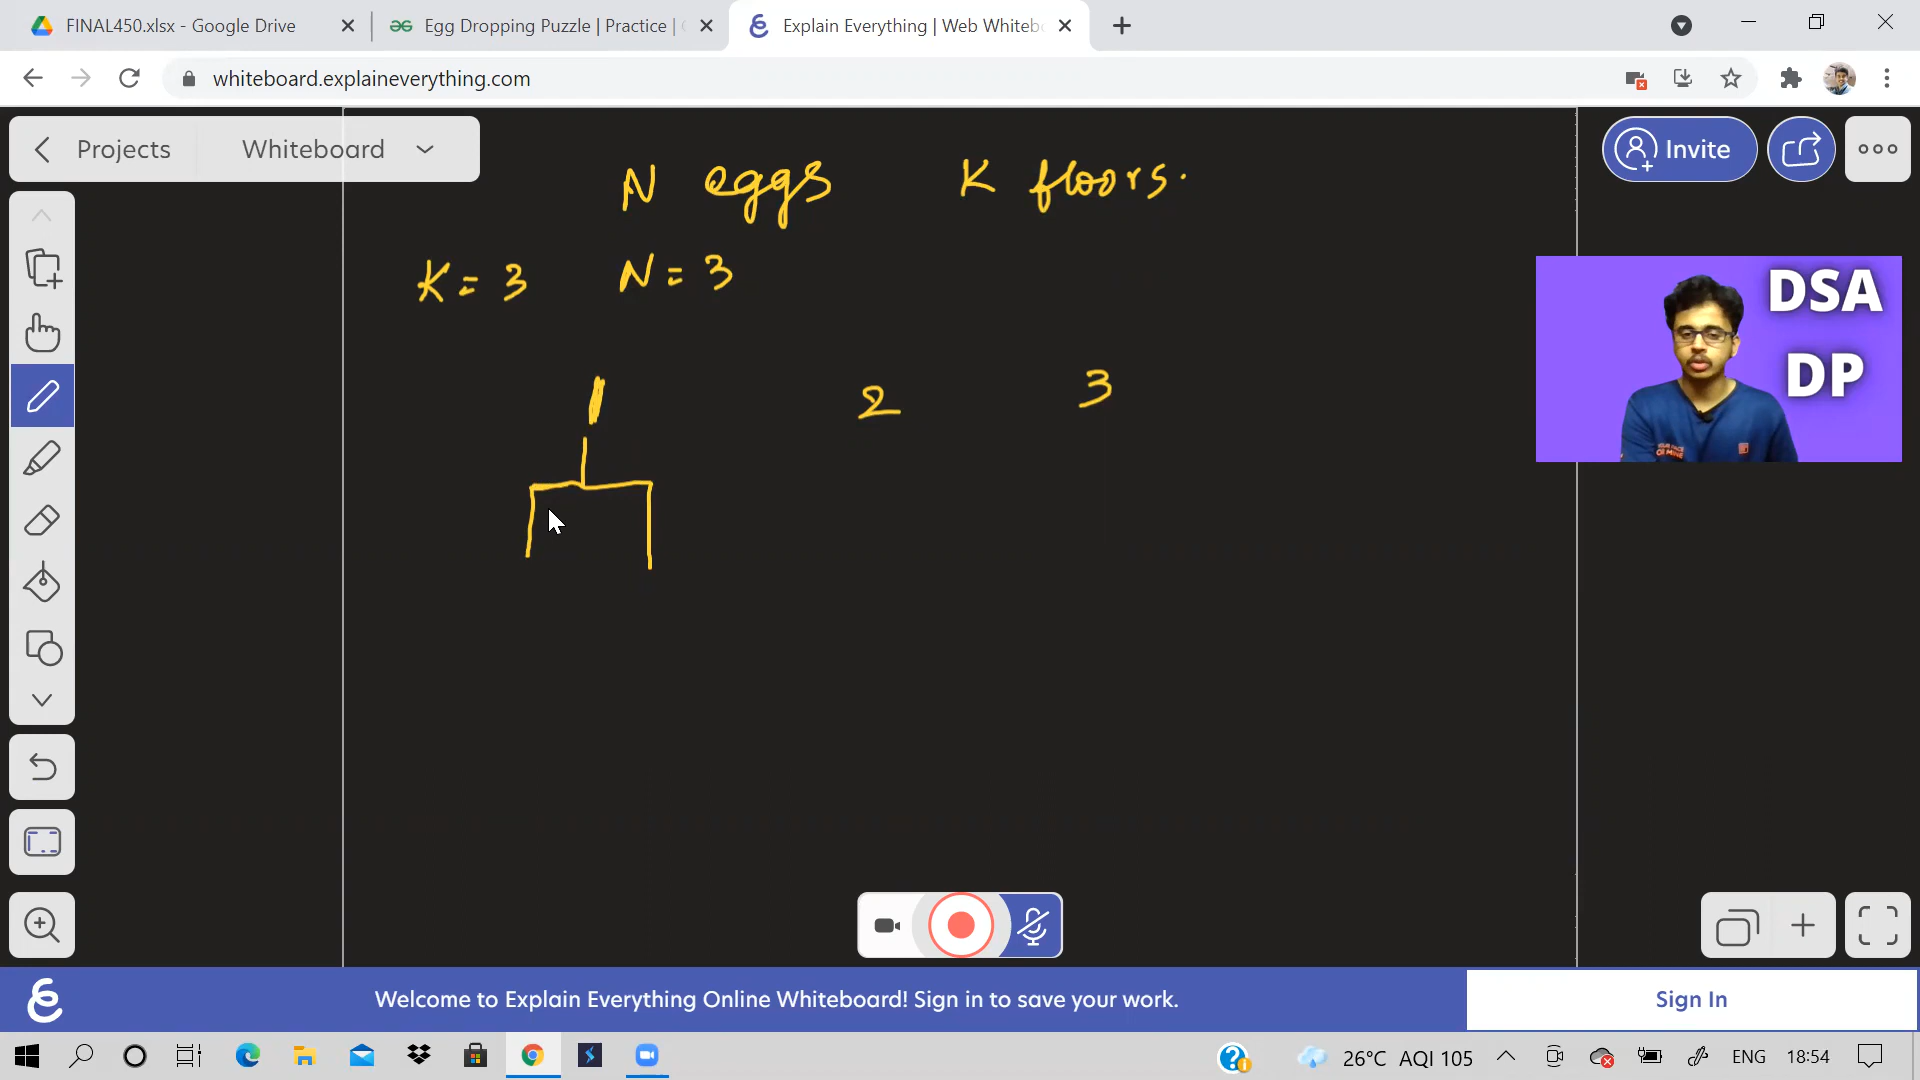 FINAL450.xlsx - Google Drive
Egg Dropping Puzzle | Practice |
Explain Everything | Web Whiteb
whiteboard.explaineverything.com
Projects
Whiteboard
Invite
N eggs K floors.
K = 3 N = 3
DSA
DP
1 2 3
Welcome to Explain Everything Online Whiteboard! Sign in to save your work.
Sign In
26°C AQI 105
ENG
18:54